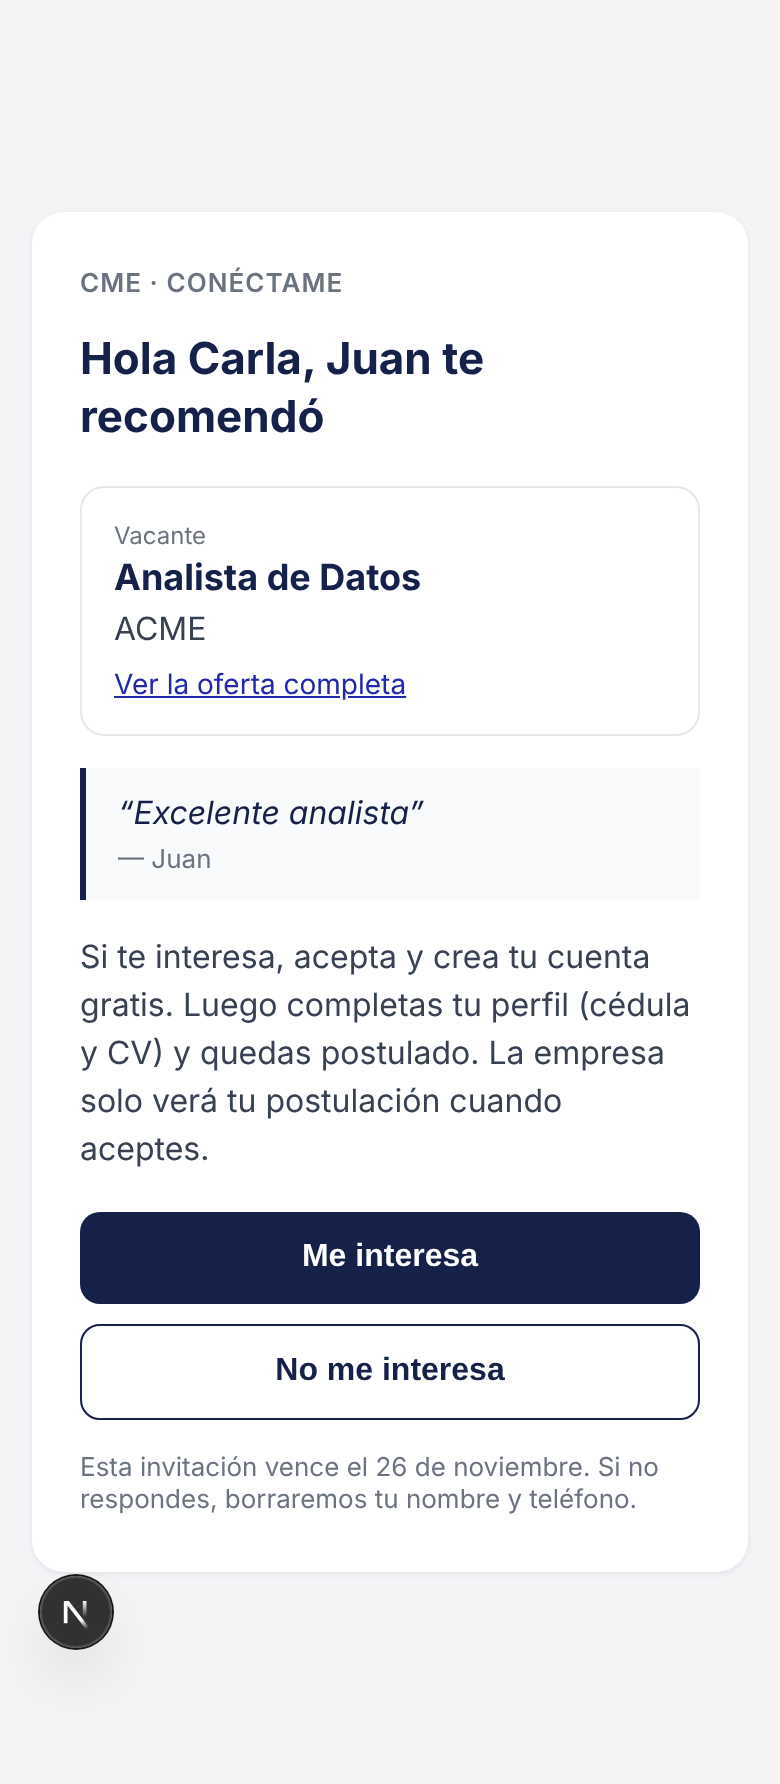 CME · CONÉCTAME
Hola Carla, Juan te
recomendó
Vacante
Analista de Datos
ACME
Ver la oferta completa
“Excelente analista”
— Juan
Si te interesa, acepta y crea tu cuenta
gratis. Luego completas tu perfil (cédula
y CV) y quedas postulado. La empresa
solo verá tu postulación cuando
aceptes.
Me interesa
No me interesa
Esta invitación vence el 26 de noviembre. Si no
respondes, borraremos tu nombre y teléfono.
N